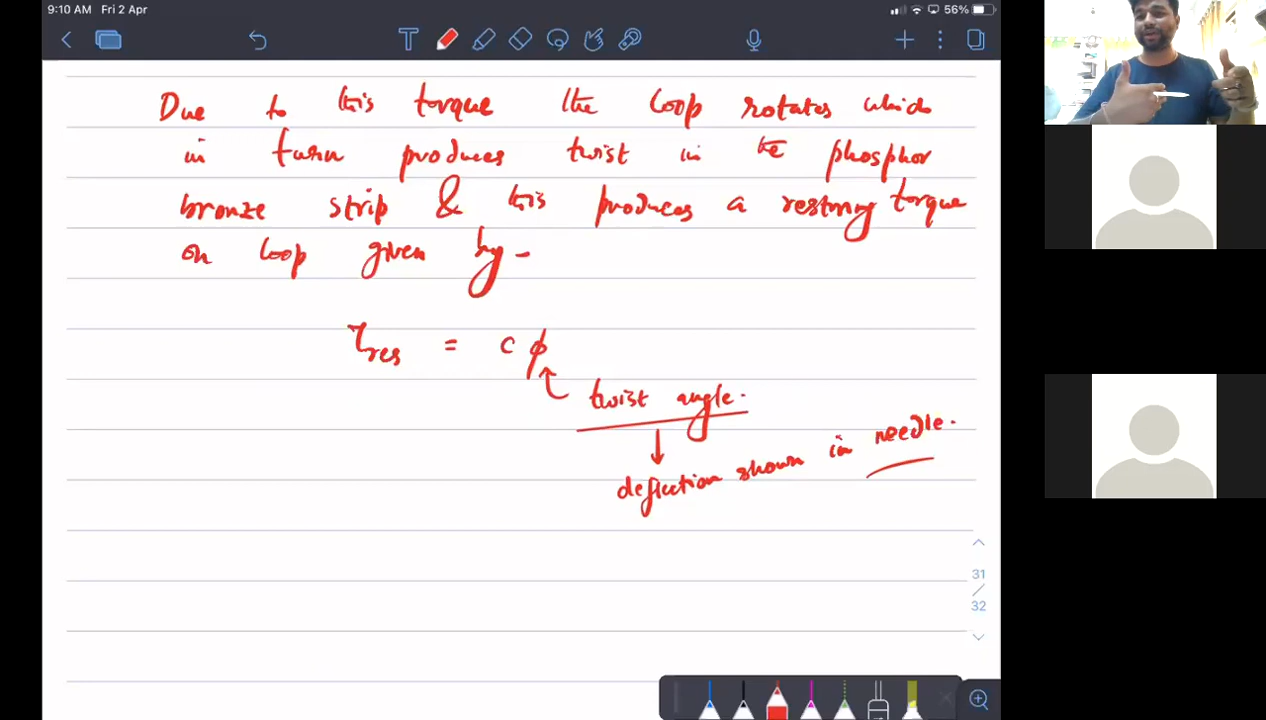 9:10 AM Fri 2 Apr
56%
T
Due to this torque the loop rotates which
in turn produces twist in the phosphor
bronze strip & this produces a restoring torque
on loop given by -
τres = c ϕ
twist angle.
deflection shown in needle.
31
/
32